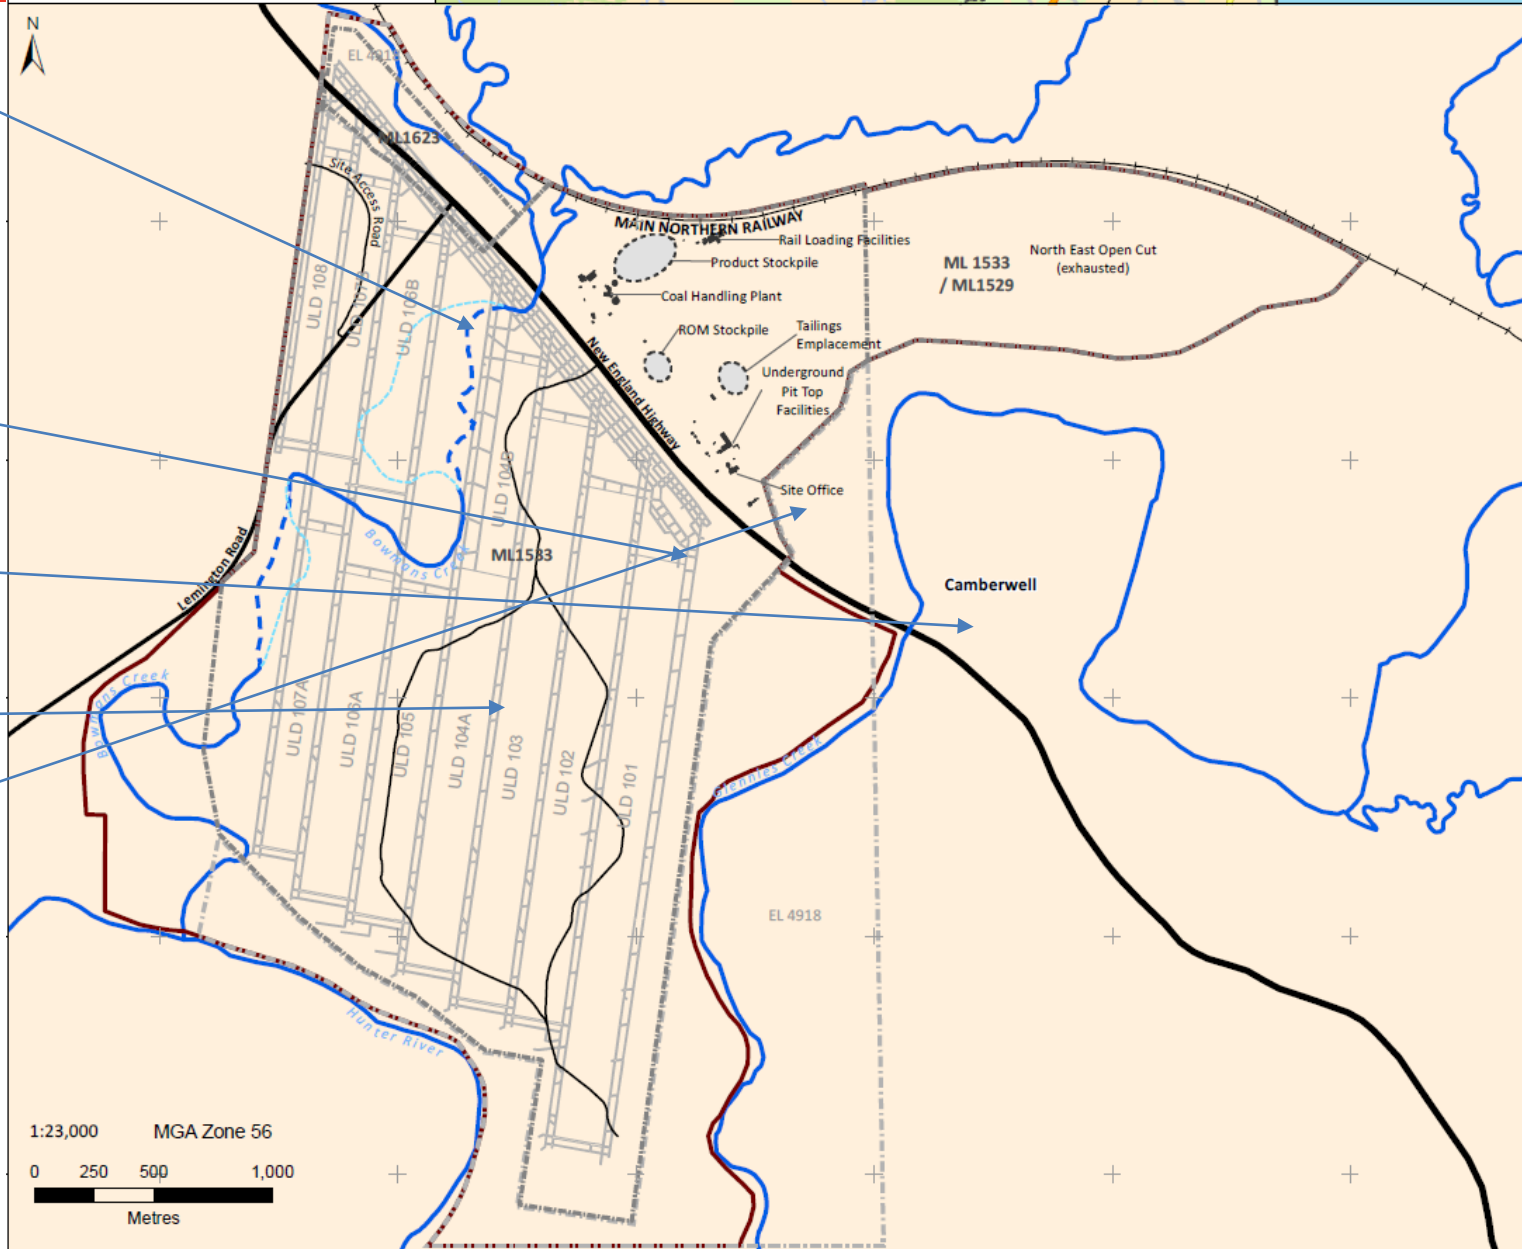 N
EL 4918
ML1623
Site Access Road
MAIN NORTHERN RAILWAY
Rail Loading Facilities
Product Stockpile
Coal Handling Plant
ROM Stockpile
Tailings
Emplacement
Underground
Pit Top
Facilities
North East Open Cut
(exhausted)
ML 1533
/ ML1529
ULD 108
ULD 107B
ULD 106B
New England Highway
ULD 104B
Site Office
Bowmans Creek
ML1533
Lemington Road
Camberwell
Bowmans Creek
ULD 107A
ULD 106A
ULD 105
ULD 104A
ULD 103
ULD 102
ULD 101
Glennies Creek
EL 4918
Hunter River
1:23,000 MGA Zone 56
0 250 500 1,000
Metres